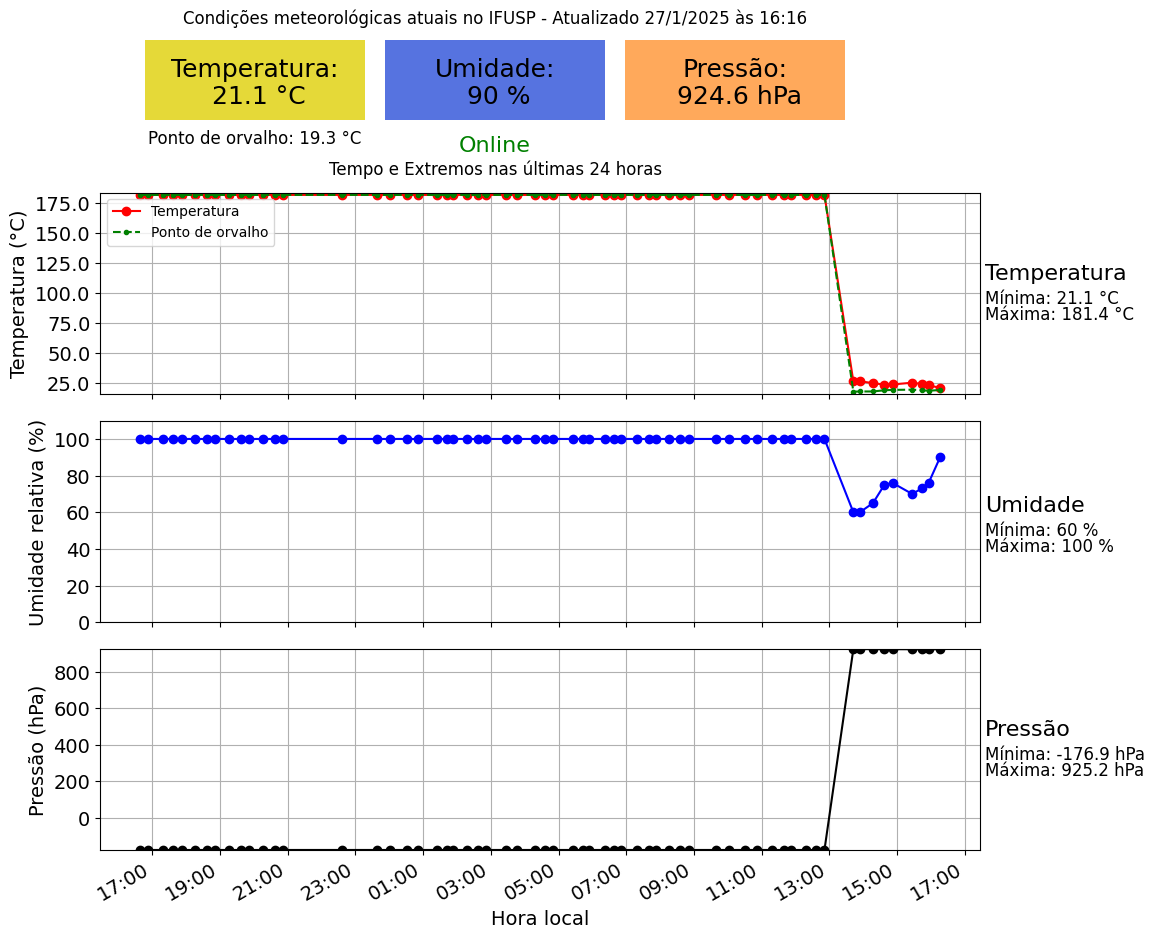 Condições meteorológicas atuais no IFUSP - Atualizado 27/1/2025 às 16:16
Temperatura:
21.1 °C
Umidade:
90 %
Pressão:
924.6 hPa
Ponto de orvalho: 19.3 °C
Online
Tempo e Extremos nas últimas 24 horas
Temperatura (°C)
175.0
150.0
125.0
100.0
75.0
50.0
25.0
Temperatura
Ponto de orvalho
Temperatura
Mínima: 21.1 °C
Máxima: 181.4 °C
Umidade relativa (%)
100
80
60
40
20
0
Umidade
Mínima: 60 %
Máxima: 100 %
Pressão (hPa)
800
600
400
200
0
Pressão
Mínima: -176.9 hPa
Máxima: 925.2 hPa
17:00 19:00 21:00 23:00 01:00 03:00 05:00 07:00 09:00 11:00 13:00 15:00 17:00
Hora local